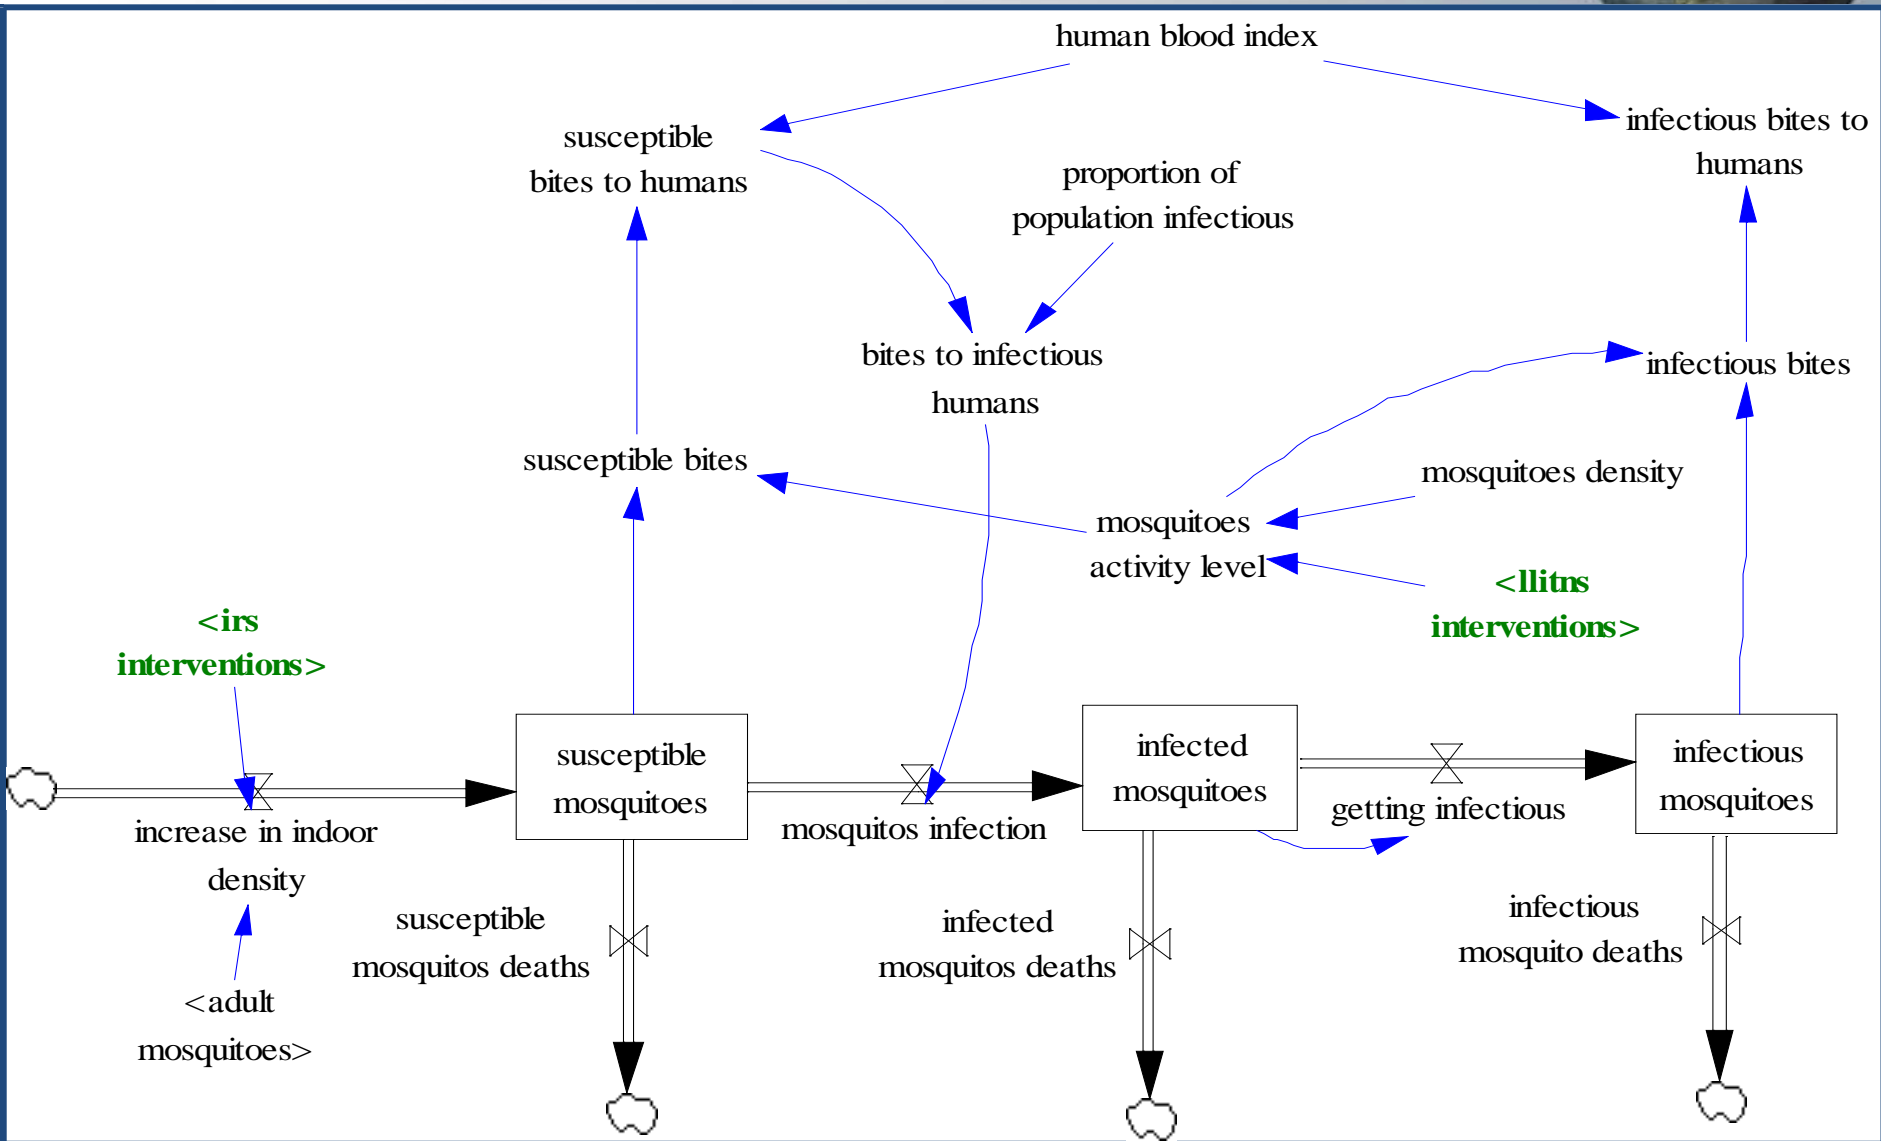 human blood index
susceptible
bites to humans
infectious bites to
humans
proportion of
population infectious
bites to infectious
humans
infectious bites
susceptible bites
mosquitoes density
mosquitoes
activity level
<llitns
interventions>
<irs
interventions>
susceptible
mosquitoes
infected
mosquitoes
infectious
mosquitoes
increase in indoor
density
mosquitos infection
getting infectious
susceptible
mosquitos deaths
infected
mosquitos deaths
infectious
mosquito deaths
<adult
mosquitoes>